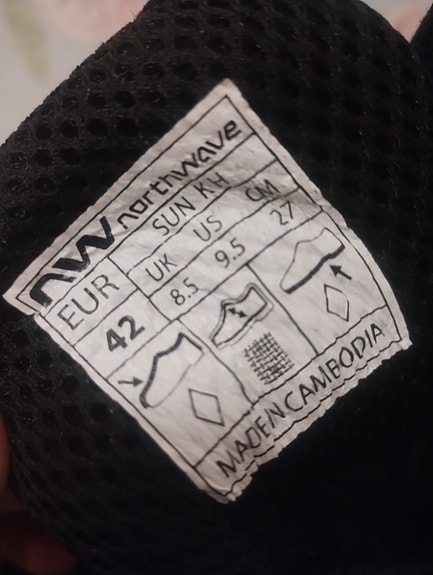 NW northwave
SUN KH
EUR UK US CM
42 8.5 9.5 27
MADE IN CAMBODIA